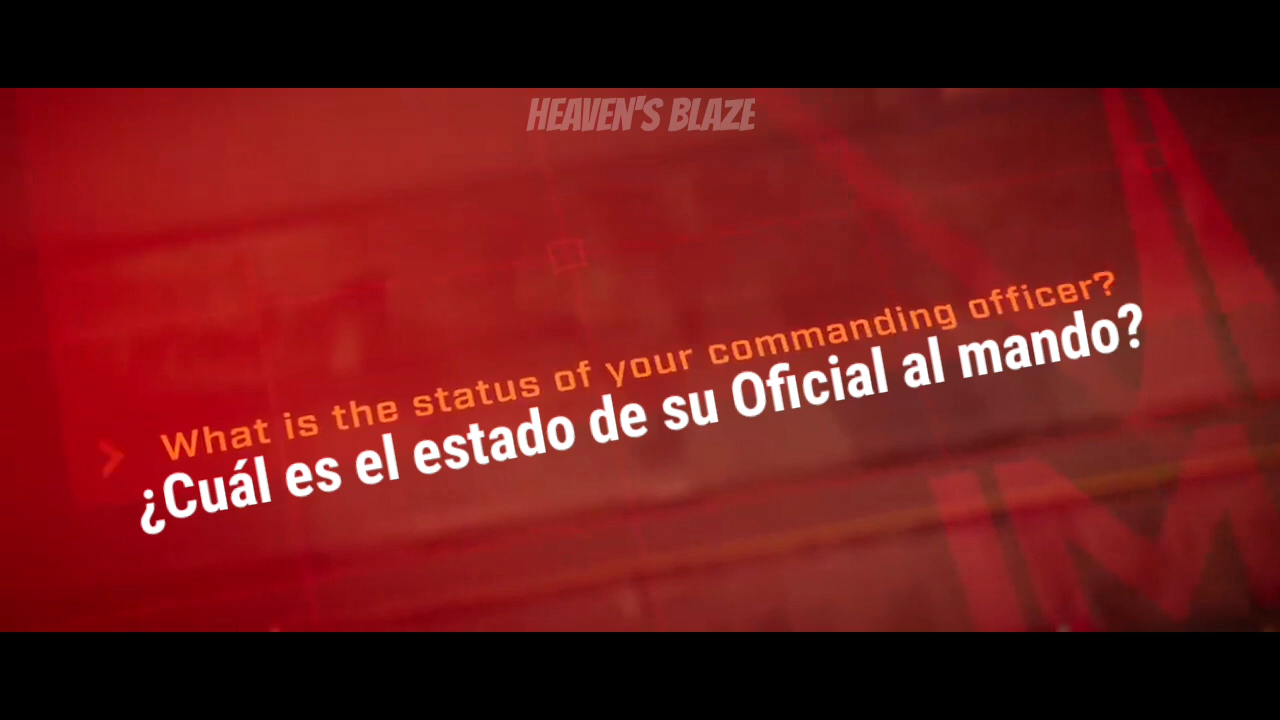 HEAVEN'S BLAZE
> What is the status of your commanding officer?
¿Cuál es el estado de su Oficial al mando?